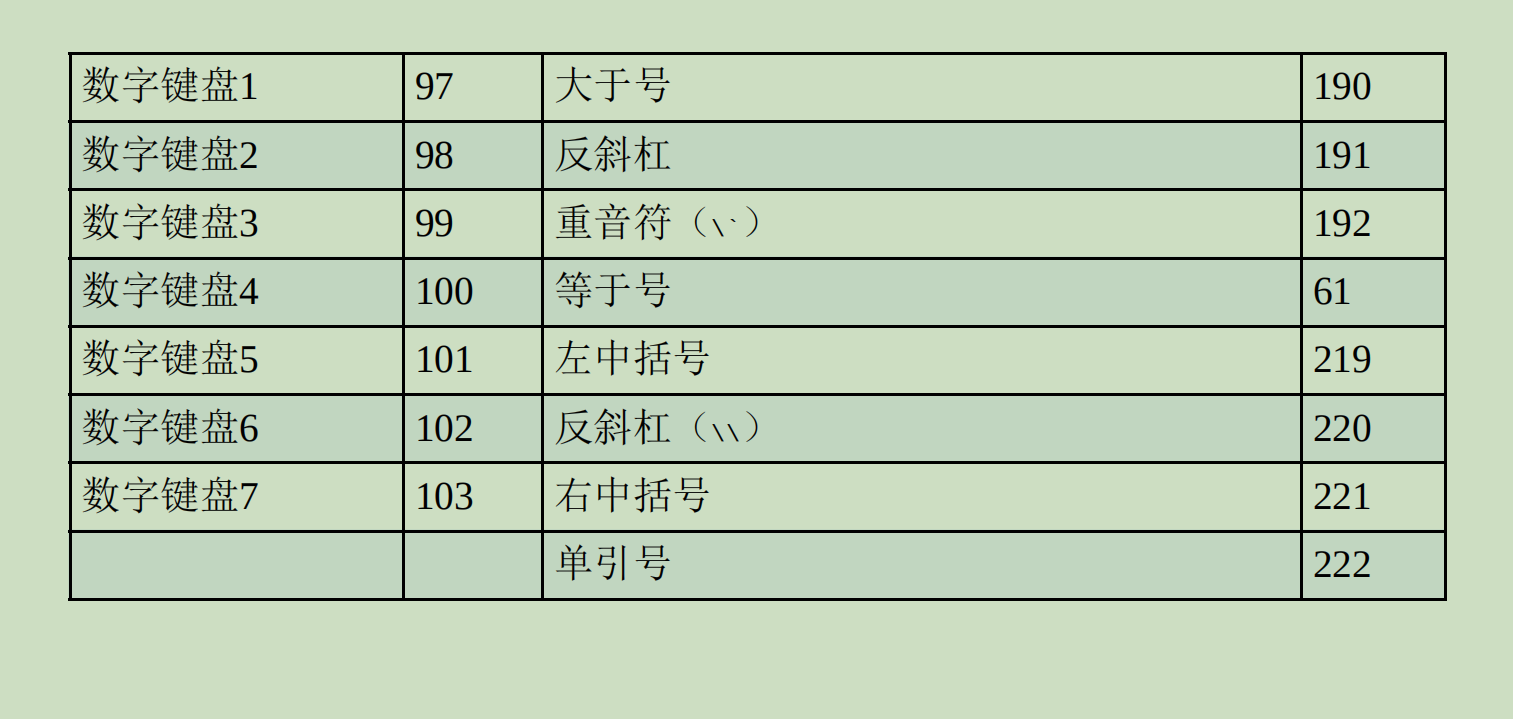 数字键盘1 97 大于号 190
数字键盘2 98 反斜杠 191
数字键盘3 99 重音符（\`） 192
数字键盘4 100 等于号 61
数字键盘5 101 左中括号 219
数字键盘6 102 反斜杠（\\） 220
数字键盘7 103 右中括号 221
单引号 222